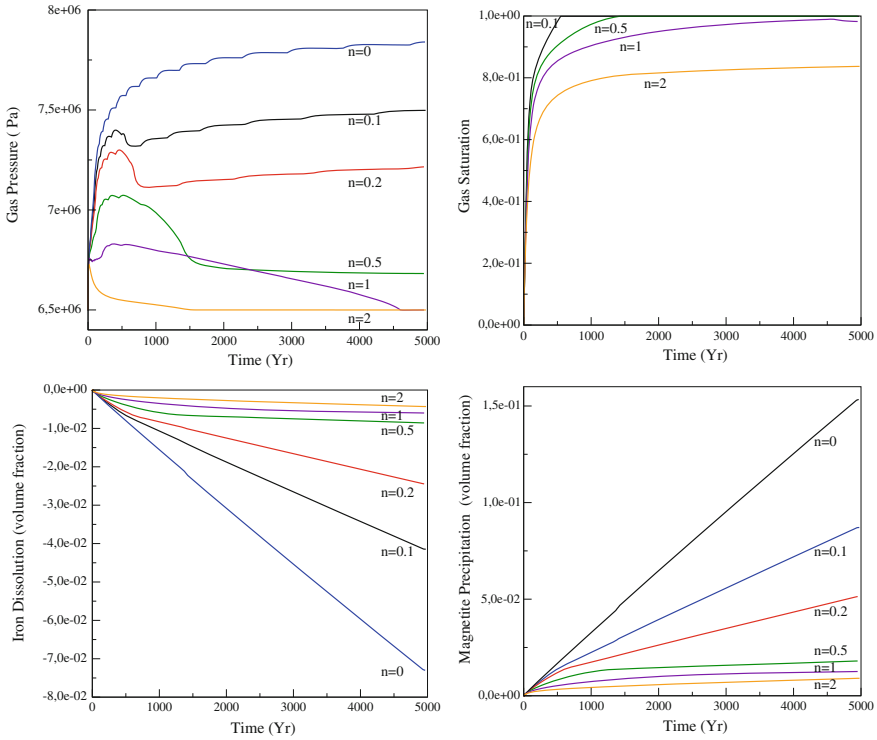 8e+06
7,5e+06
7e+06
6,5e+06
Gas Pressure ( Pa)
n=0
n=0.1
n=0.2
n=0.5
n=1
n=2
0 1000 2000 3000 4000 5000
Time (Yr)
1,0e+00
8,0e-01
6,0e-01
4,0e-01
2,0e-01
0,0e+00
Gas Saturation
n=0.1
n=0.5
n=1
n=2
0 1000 2000 3000 4000 5000
Time (Yr)
0,0e+00
-1,0e-02
-2,0e-02
-3,0e-02
-4,0e-02
-5,0e-02
-6,0e-02
-7,0e-02
-8,0e-02
Iron Dissolution (volume fraction)
n=2
n=1
n=0.5
n=0.2
n=0.1
n=0
0 1000 2000 3000 4000 5000
Time (Yr)
1,5e-01
1,0e-01
5,0e-02
0,0e+00
Magnetite Precipitation (volume fraction)
n=0
n=0.1
n=0.2
n=0.5
n=1
n=2
0 1000 2000 3000 4000 5000
Time (Yr)